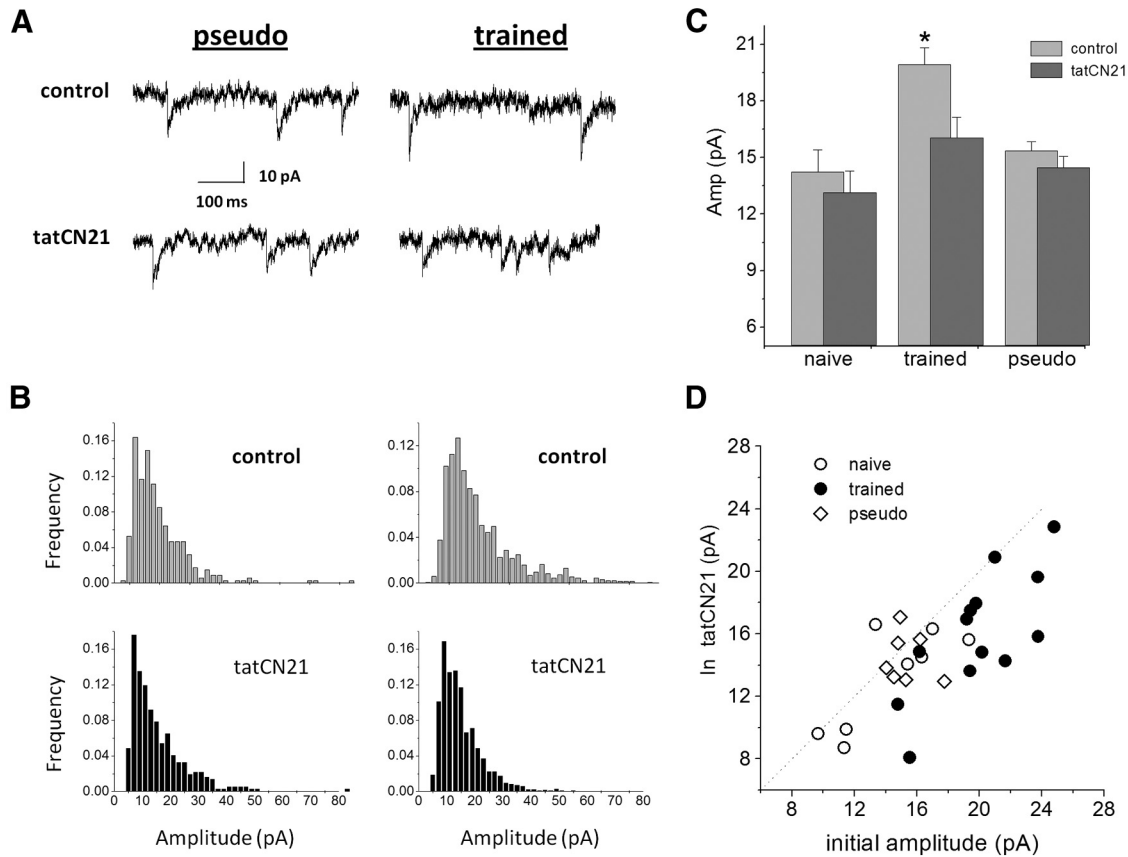 A
pseudo
trained
control
10 pA
100 ms
tatCN21
B
Frequency
0.16
0.12
0.08
0.04
0.00
control
0.12
0.08
0.04
0.00
control
Frequency
0.16
0.12
0.08
0.04
0.00
tatCN21
0 10 20 30 40 50 60 70 80
Amplitude (pA)
0.16
0.12
0.08
0.04
0.00
tatCN21
0 10 20 30 40 50 60 70 80
Amplitude (pA)
C
Amp (pA)
21
18
15
12
9
6
*
control
tatCN21
naive trained pseudo
D
In tatCN21 (pA)
28
24
20
16
12
8
naive
trained
pseudo
8 12 16 20 24 28
initial amplitude (pA)